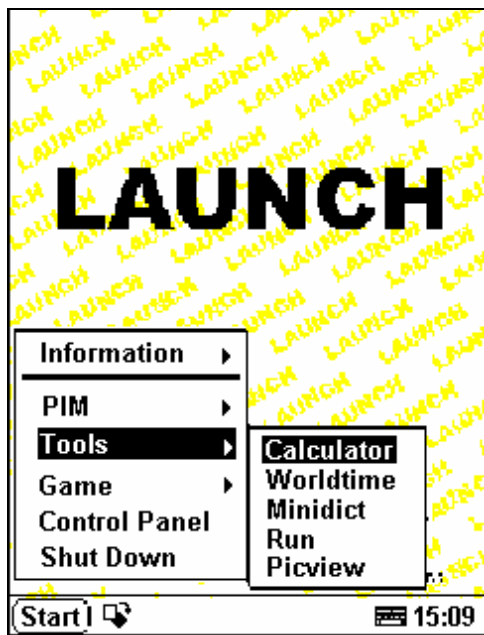 LAUNCH
Information
PIM
Tools
Game
Control Panel
Shut Down
Calculator
Worldtime
Minidict
Run
Picview
Start
15:09